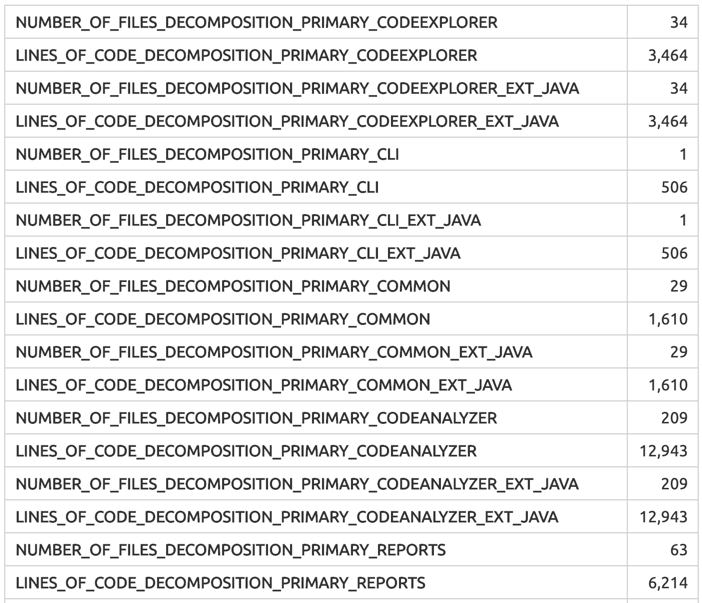 NUMBER_OF_FILES_DECOMPOSITION_PRIMARY_CODEEXPLORER 34
LINES_OF_CODE_DECOMPOSITION_PRIMARY_CODEEXPLORER 3,464
NUMBER_OF_FILES_DECOMPOSITION_PRIMARY_CODEEXPLORER_EXT_JAVA 34
LINES_OF_CODE_DECOMPOSITION_PRIMARY_CODEEXPLORER_EXT_JAVA 3,464
NUMBER_OF_FILES_DECOMPOSITION_PRIMARY_CLI 1
LINES_OF_CODE_DECOMPOSITION_PRIMARY_CLI 506
NUMBER_OF_FILES_DECOMPOSITION_PRIMARY_CLI_EXT_JAVA 1
LINES_OF_CODE_DECOMPOSITION_PRIMARY_CLI_EXT_JAVA 506
NUMBER_OF_FILES_DECOMPOSITION_PRIMARY_COMMON 29
LINES_OF_CODE_DECOMPOSITION_PRIMARY_COMMON 1,610
NUMBER_OF_FILES_DECOMPOSITION_PRIMARY_COMMON_EXT_JAVA 29
LINES_OF_CODE_DECOMPOSITION_PRIMARY_COMMON_EXT_JAVA 1,610
NUMBER_OF_FILES_DECOMPOSITION_PRIMARY_CODEANALYZER 209
LINES_OF_CODE_DECOMPOSITION_PRIMARY_CODEANALYZER 12,943
NUMBER_OF_FILES_DECOMPOSITION_PRIMARY_CODEANALYZER_EXT_JAVA 209
LINES_OF_CODE_DECOMPOSITION_PRIMARY_CODEANALYZER_EXT_JAVA 12,943
NUMBER_OF_FILES_DECOMPOSITION_PRIMARY_REPORTS 63
LINES_OF_CODE_DECOMPOSITION_PRIMARY_REPORTS 6,214